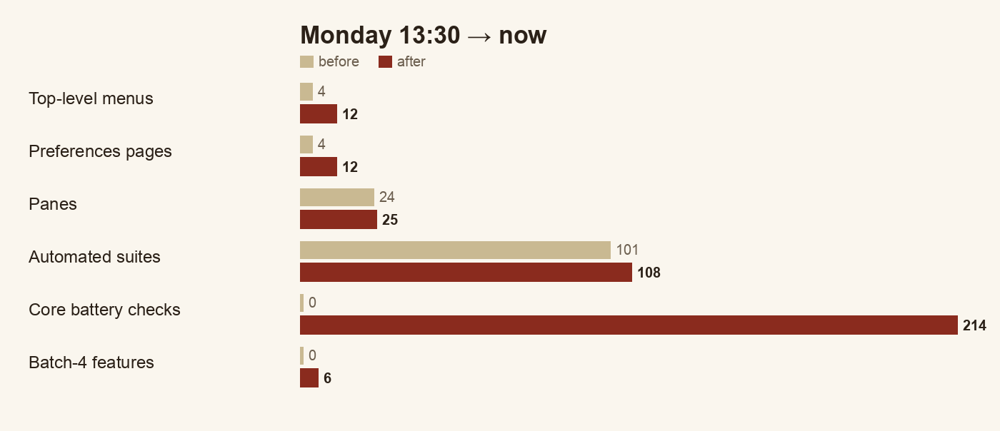 Monday 13:30 → now
before after
Top-level menus
4
12
Preferences pages
4
12
Panes
24
25
Automated suites
101
108
Core battery checks
0
214
Batch-4 features
0
6